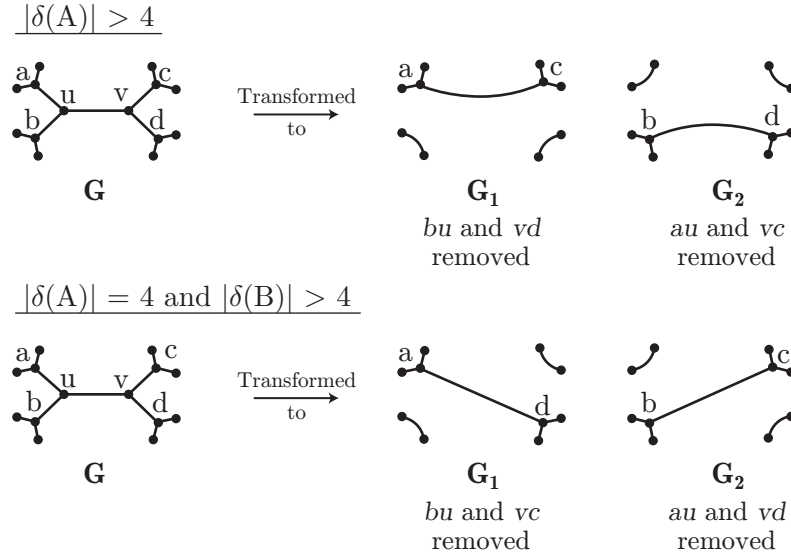 |δ(A)| > 4
a c a c
u v
b d b d
Transformed
to
G G₁ G₂
bu and vd au and vc
removed removed
|δ(A)| = 4 and |δ(B)| > 4
a c a c
u v
b d d b
Transformed
to
G G₁ G₂
bu and vc au and vd
removed removed